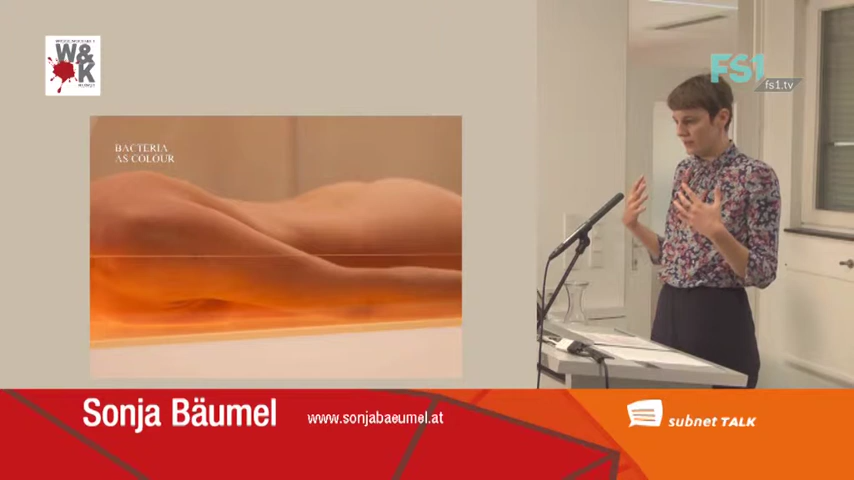 W&K
FS1
fs1.tv
BACTERIA
AS COLOUR
Sonja Bäumel
www.sonjabaeumel.at
subnet TALK